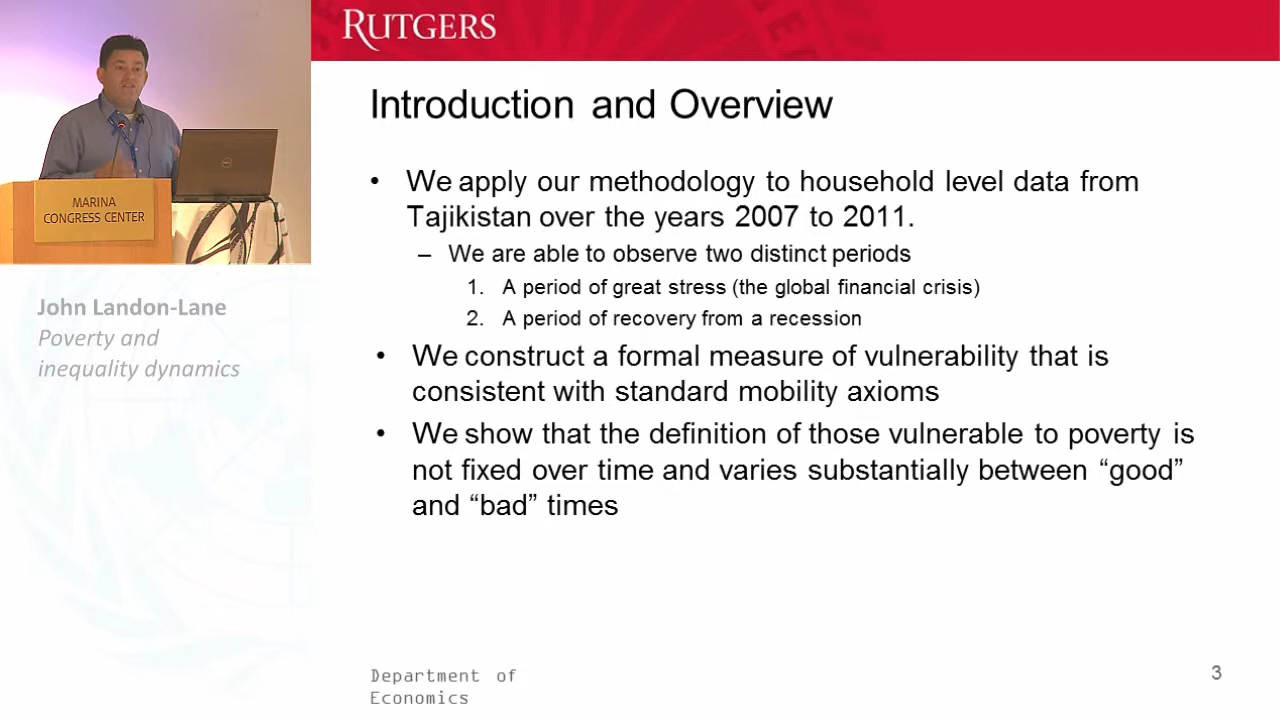 RUTGERS
Introduction and Overview
• We apply our methodology to household level data from
Tajikistan over the years 2007 to 2011.
– We are able to observe two distinct periods
1. A period of great stress (the global financial crisis)
2. A period of recovery from a recession
• We construct a formal measure of vulnerability that is
consistent with standard mobility axioms
• We show that the definition of those vulnerable to poverty is
not fixed over time and varies substantially between “good”
and “bad” times
Department of
Economics
3
MARINA
CONGRESS CENTER
John Landon-Lane
Poverty and
inequality dynamics